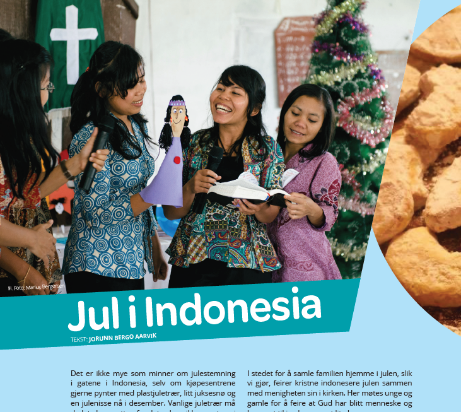 Foto: Marius Bergersen
Jul i Indonesia
TEKST: JORUNN BERGO AARVIK
Det er ikke mye som minner om julestemning
i gatene i Indonesia, selv om kjøpesentrene
gjerne pynter med plastjuletrær, litt juksesnø og
en julenisse nå i desember. Vanlige juletrær må
I stedet for å samle familien hjemme i julen, slik
vi gjør, feirer kristne indonesere julen sammen
med menigheten sin i kirken. Her møtes unge og
gamle for å feire at Gud har blitt menneske og